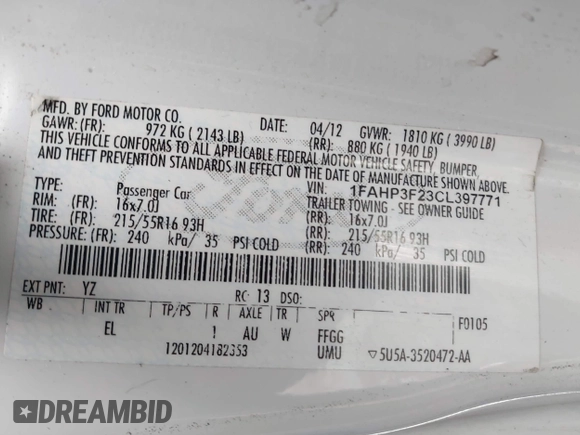 MFD. BY FORD MOTOR CO.
DATE: 04/12 GVWR: 1810 KG ( 3990 LB)
GAWR: (FR): 972 KG ( 2143 LB) (RR): 880 KG ( 1940 LB)
THIS VEHICLE CONFORMS TO ALL APPLICABLE FEDERAL MOTOR VEHICLE SAFETY, BUMPER,
AND THEFT PREVENTION STANDARDS IN EFFECT ON THE DATE OF MANUFACTURE SHOWN ABOVE.
VIN: 1FAHP3F23CL397771
TYPE: Passenger Car TRAILER TOWING - SEE OWNER GUIDE
RIM: (FR): 16x7.0J (RR): 16x7.0J
TIRE: (FR): 215/55R16 93H (RR): 215/55R16 93H
PRESSURE: (FR): 240 kPa/ 35 PSI COLD (RR): 240 kPa/ 35 PSI COLD
EXT PNT: YZ RC: 13 DSO: F0105
WB INT TR TP/PS R AXLE TR SPR
EL 1 AU W FFGG
1201204182353 UMU 5U5A-3520472-AA
DREAMBID